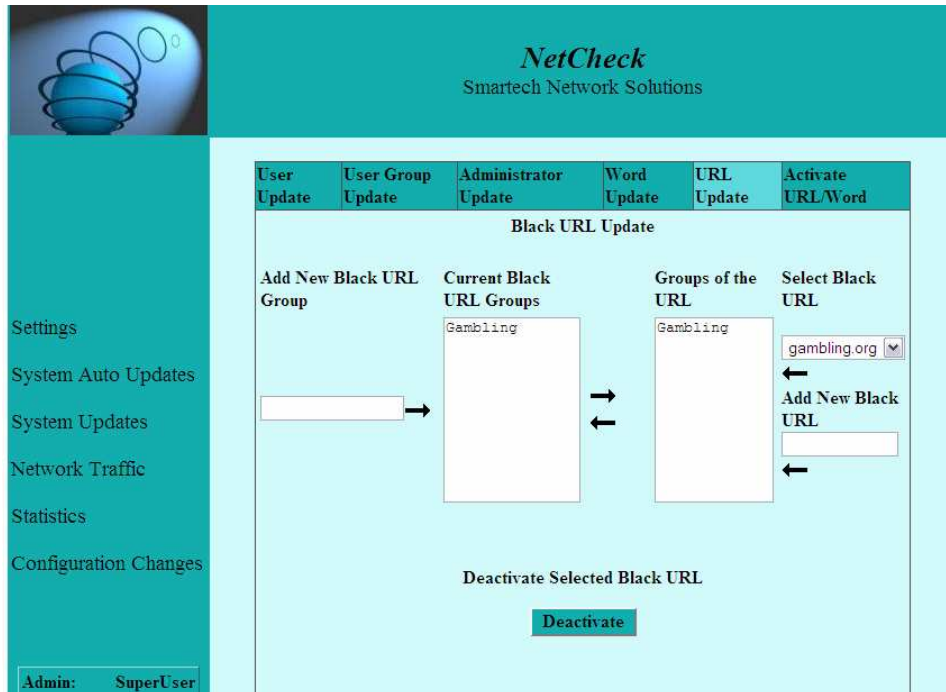 NetCheck
Smartech Network Solutions
User Update
User Group Update
Administrator Update
Word Update
URL Update
Activate URL/Word
Black URL Update
Add New Black URL Group
Current Black URL Groups
Groups of the URL
Select Black URL
Gambling
Gambling
gambling.org
Add New Black URL
Deactivate Selected Black URL
Deactivate
Settings
System Auto Updates
System Updates
Network Traffic
Statistics
Configuration Changes
Admin: SuperUser